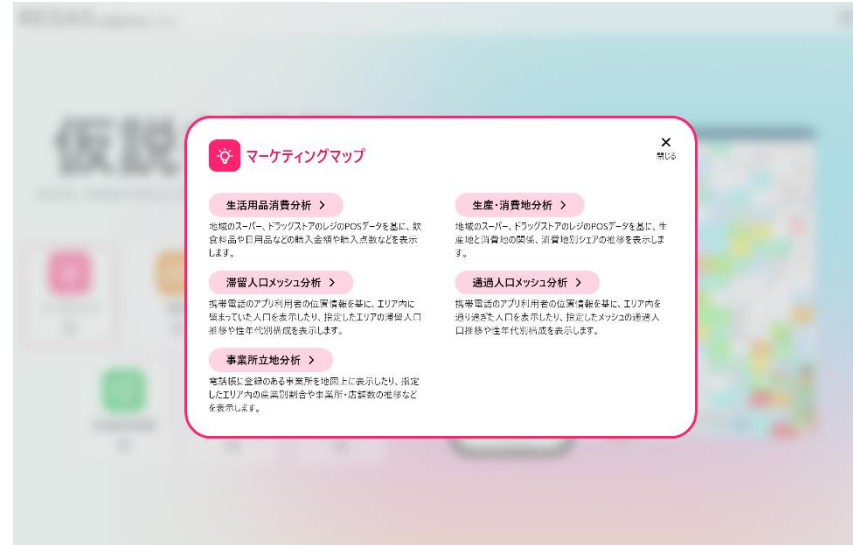 RESAS
仮説
マーケティングマップ
×
閉じる
生活用品消費分析 >
地域のスーパー、ドラッグストアのレジのPOSデータを基に、飲
食料品や日用品などの購入金額や購入点数などを表示
します。
生産・消費地分析 >
地域のスーパー、ドラッグストアのレジのPOSデータを基に、生
産地と消費地の関係、消費地別シェアの推移を表示しま
す。
滞留人口メッシュ分析 >
携帯電話のアプリ利用者の位置情報を基に、エリア内に
留まっていた人口を表示したり、指定したエリアの滞留人口
推移や性年代別構成を表示します。
通過人口メッシュ分析 >
携帯電話のアプリ利用者の位置情報を基に、エリア内を
通り過ぎた人口を表示したり、指定したメッシュの通過人
口推移や性年代別構成を表示します。
事業所立地分析 >
電話帳に登録のある事業所を地図上に表示したり、指定
したエリア内の産業別割合や事業所・店舗数の推移など
を表示します。